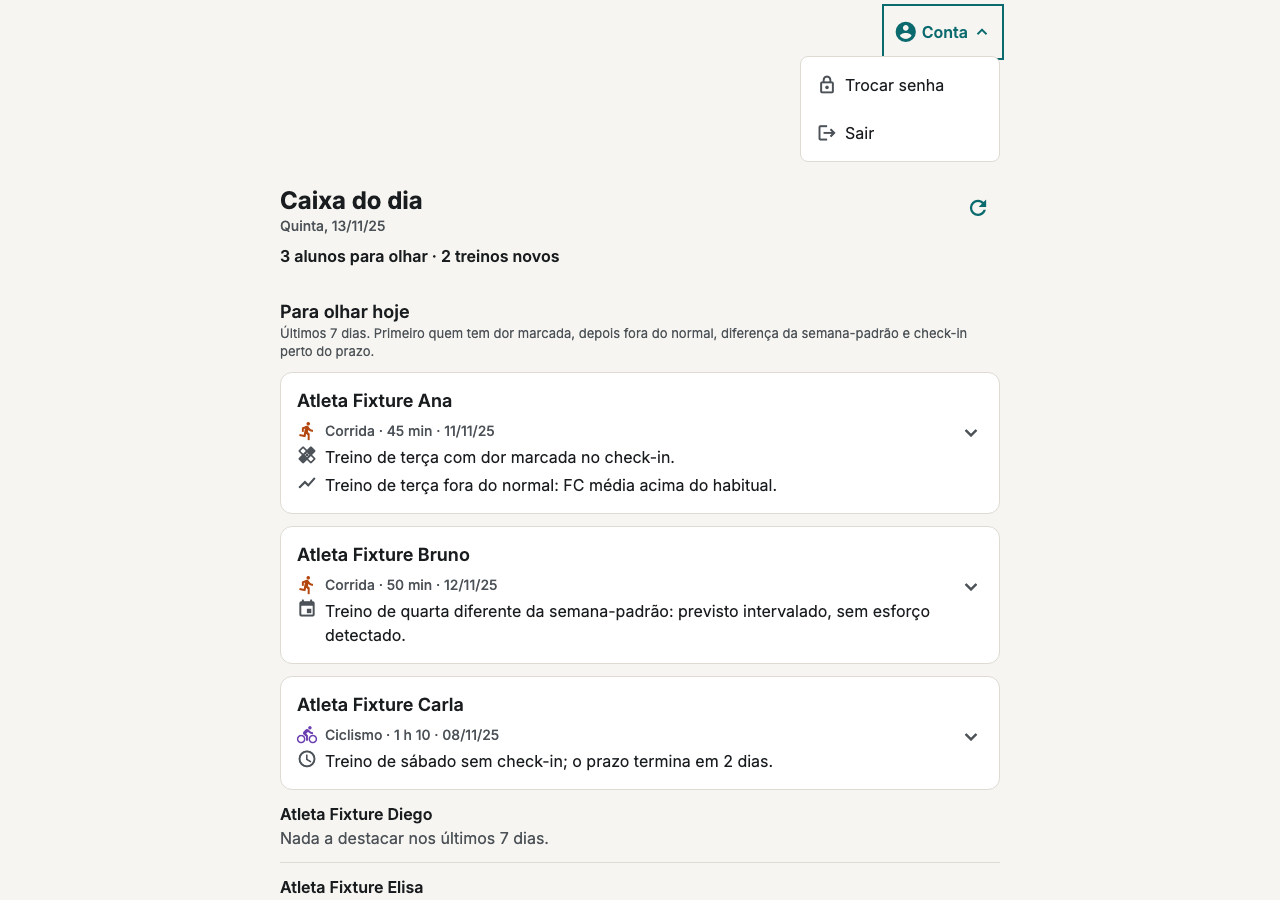 Conta
Trocar senha
Sair
Caixa do dia
Quinta, 13/11/25
3 alunos para olhar · 2 treinos novos
Para olhar hoje
Últimos 7 dias. Primeiro quem tem dor marcada, depois fora do normal, diferença da semana-padrão e check-in
perto do prazo.
Atleta Fixture Ana
Corrida · 45 min · 11/11/25
Treino de terça com dor marcada no check-in.
Treino de terça fora do normal: FC média acima do habitual.
Atleta Fixture Bruno
Corrida · 50 min · 12/11/25
Treino de quarta diferente da semana-padrão: previsto intervalado, sem esforço
detectado.
Atleta Fixture Carla
Ciclismo · 1 h 10 · 08/11/25
Treino de sábado sem check-in; o prazo termina em 2 dias.
Atleta Fixture Diego
Nada a destacar nos últimos 7 dias.
Atleta Fixture Elisa